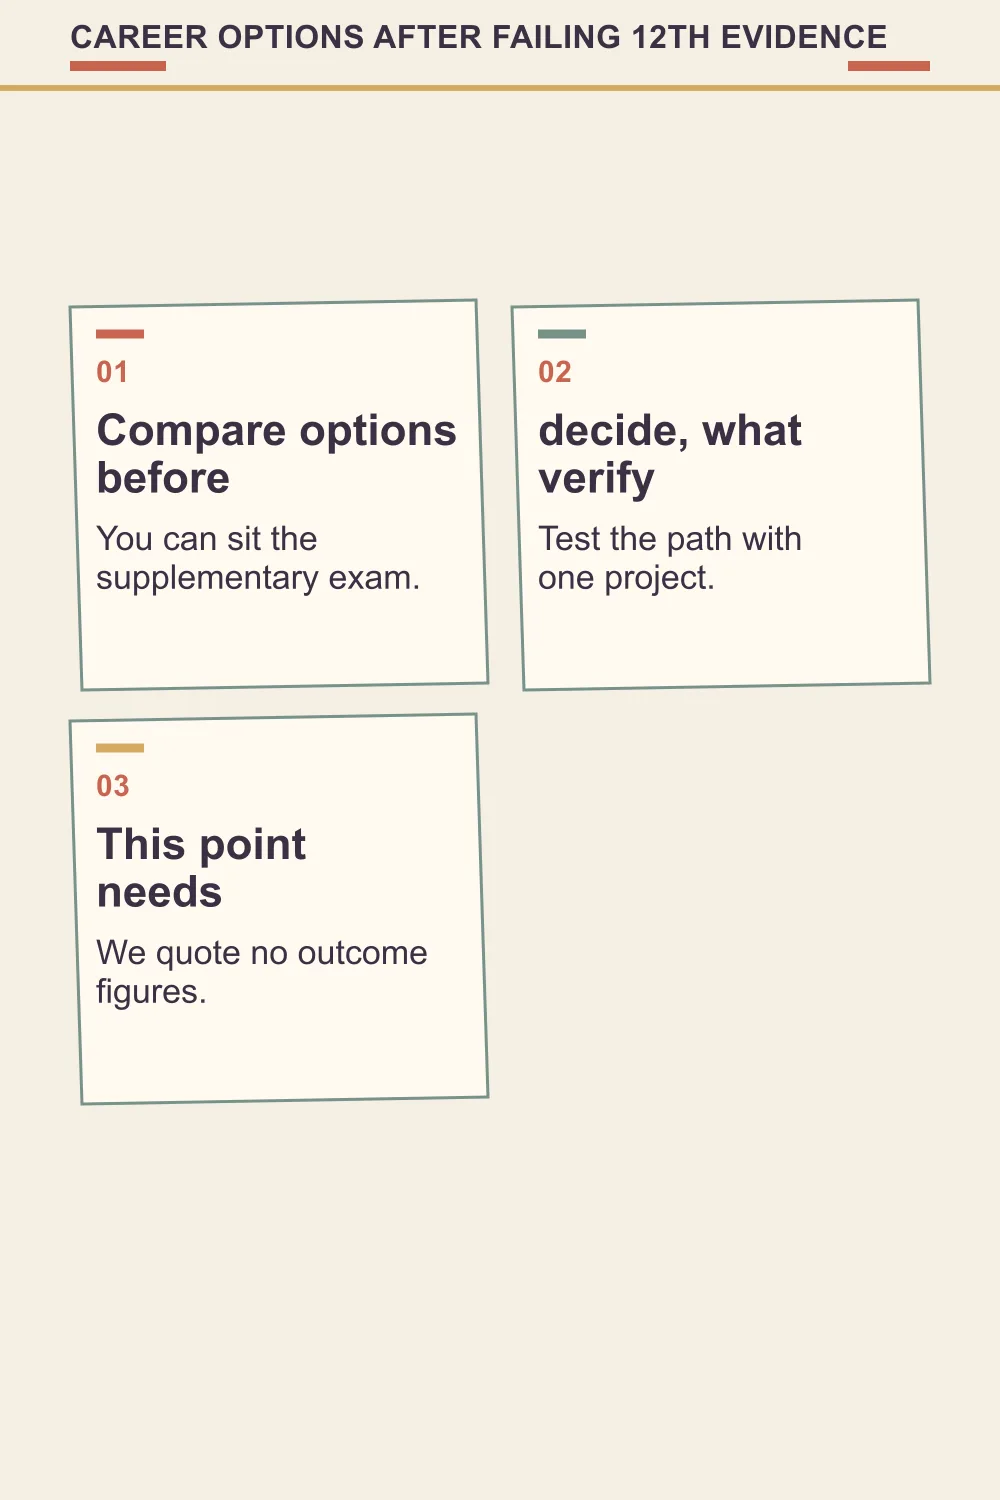 CAREER OPTIONS AFTER FAILING 12TH EVIDENCE
01
Compare options
before
You can sit the
supplementary exam.
02
decide, what
verify
Test the path with
one project.
03
This point
needs
We quote no outcome
figures.